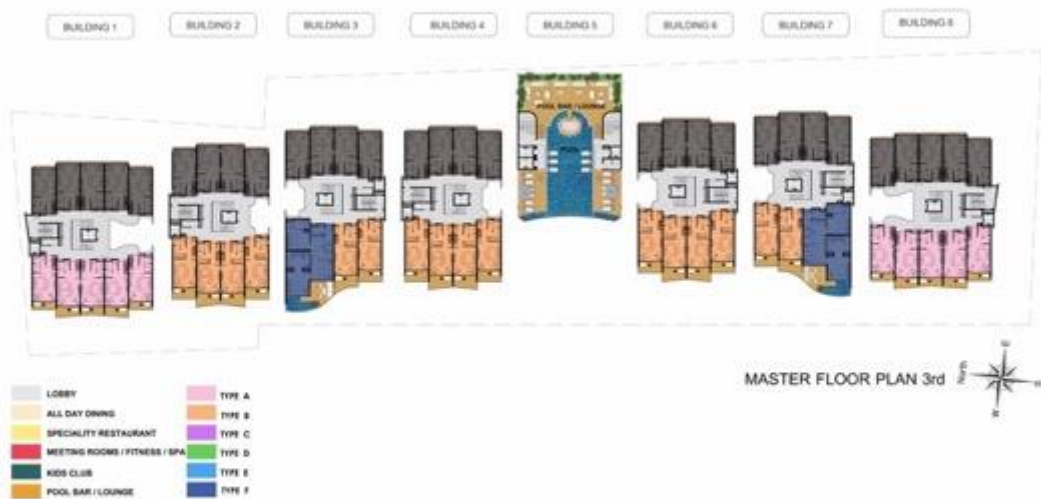 BUILDING 1
BUILDING 2
BUILDING 3
BUILDING 4
BUILDING 5
BUILDING 6
BUILDING 7
BUILDING 8
POOL BAR / LOUNGE
POOL
MASTER FLOOR PLAN 3rd
North
E
W
LOBBY
ALL DAY DINING
SPECIALITY RESTAURANT
MEETING ROOMS / FITNESS / SPA
KIDS CLUB
POOL BAR / LOUNGE
TYPE A
TYPE B
TYPE C
TYPE D
TYPE E
TYPE F